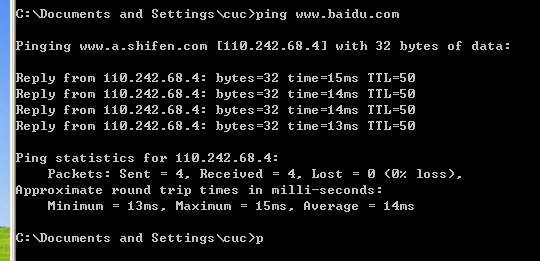 C:\Documents and Settings\cuc>ping www.baidu.com
Pinging www.a.shifen.com [110.242.68.4] with 32 bytes of data:
Reply from 110.242.68.4: bytes=32 time=15ms TTL=50
Reply from 110.242.68.4: bytes=32 time=14ms TTL=50
Reply from 110.242.68.4: bytes=32 time=14ms TTL=50
Reply from 110.242.68.4: bytes=32 time=13ms TTL=50
Ping statistics for 110.242.68.4:
    Packets: Sent = 4, Received = 4, Lost = 0 (0% loss),
Approximate round trip times in milli-seconds:
    Minimum = 13ms, Maximum = 15ms, Average = 14ms
C:\Documents and Settings\cuc>p